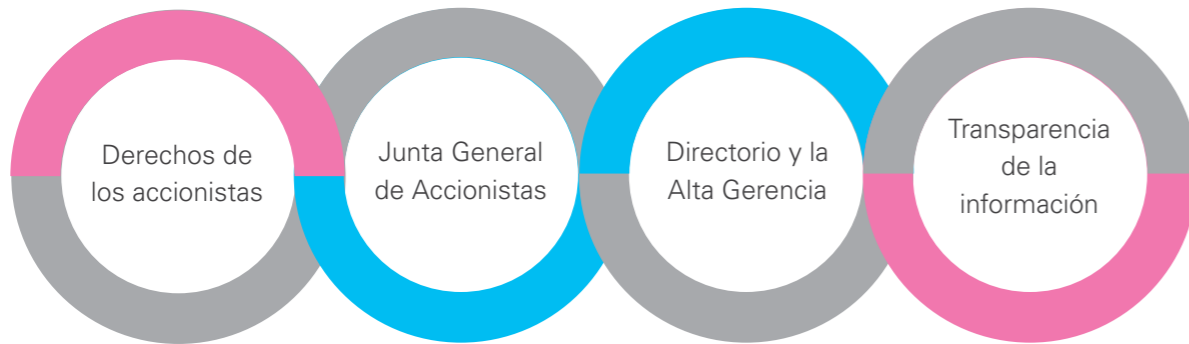 Derechos de
los accionistas
Junta General
de Accionistas
Directorio y la
Alta Gerencia
Transparencia
de la
información